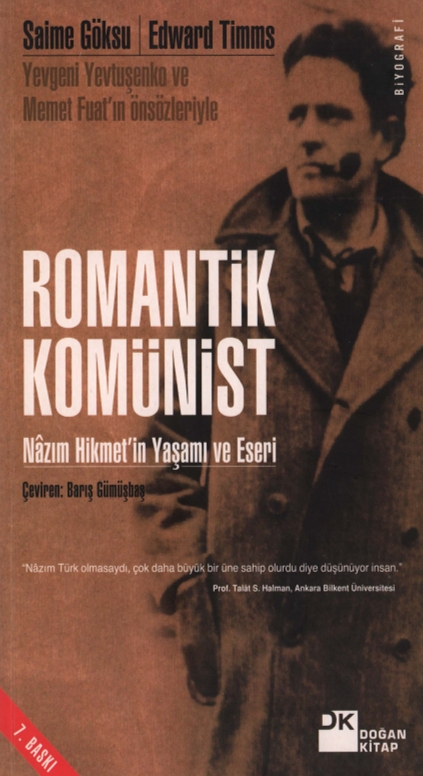 Saime Göksu | Edward Timms
Yevgeni Yevtuşenko ve
Memet Fuat'ın önsözleriyle
BİYOGRAFİ
ROMANTİK
KOMÜNİST
Nâzım Hikmet'in Yaşamı ve Eseri
Çeviren: Barış Gümüşbaş
"Nâzım Türk olmasaydı, çok daha büyük bir üne sahip olurdu diye düşünüyor insan."
Prof. Talât S. Halman, Ankara Bilkent Üniversitesi
7. BASKI
DK
DOĞAN
KİTAP